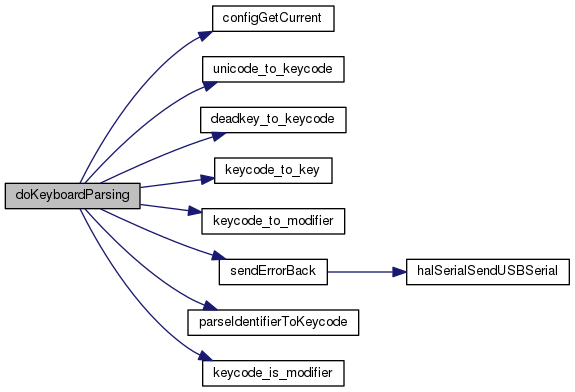 configGetCurrent
unicode_to_keycode
deadkey_to_keycode
keycode_to_key
doKeyboardParsing
keycode_to_modifier
sendErrorBack
halSerialSendUSBSerial
parseIdentifierToKeycode
keycode_is_modifier